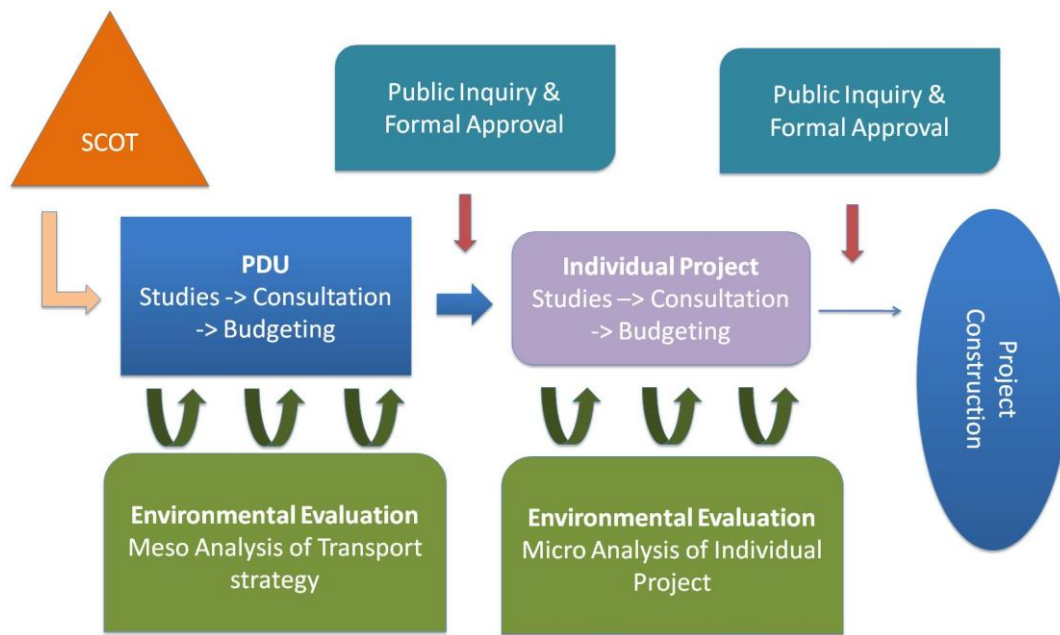 SCOT
Public Inquiry &
Formal Approval
Public Inquiry &
Formal Approval
PDU
Studies -> Consultation
-> Budgeting
Individual Project
Studies –> Consultation
-> Budgeting
Project
Construction
Environmental Evaluation
Meso Analysis of Transport
strategy
Environmental Evaluation
Micro Analysis of Individual
Project